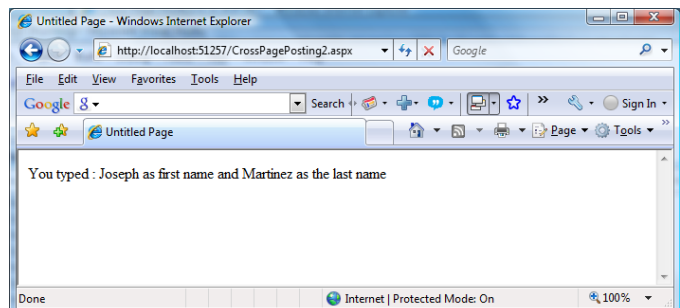 Untitled Page - Windows Internet Explorer
http://localhost:51257/CrossPagePosting2.aspx
Google
File Edit View Favorites Tools Help
Google g Search » Sign In
Untitled Page Page Tools »
You typed : Joseph as first name and Martinez as the last name
Done Internet | Protected Mode: On 100%